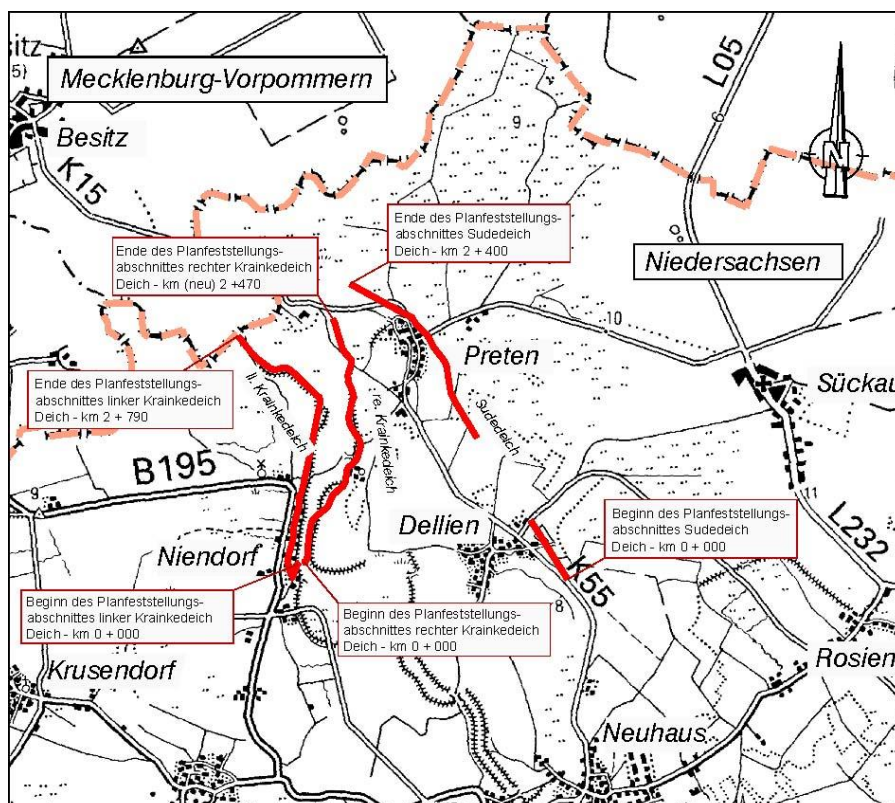 Mecklenburg-Vorpommern
Besitz
K15
L05
6
9
N
Ende des Planfeststellungs-
abschnittes Sudedeich
Deich - km 2 + 400
Ende des Planfeststellungs-
abschnittes rechter Krainkedeich
Deich - km (neu) 2 +470
Niedersachsen
10
Preten
Sückau
Ende des Planfeststellungs-
abschnittes linker Krainkedeich
Deich - km 2 + 790
li. Krainkedeich
re. Krainkedeich
Sudedeich
B195
9
11
L232
Dellien
Beginn des Planfeststellungs-
abschnittes Sudedeich
Deich - km 0 + 000
Niendorf
K55
8
Beginn des Planfeststellungs-
abschnittes linker Krainkedeich
Deich - km 0 + 000
Beginn des Planfeststellungs-
abschnittes rechter Krainkedeich
Deich - km 0 + 000
Krusendorf
Rosien
Neuhaus